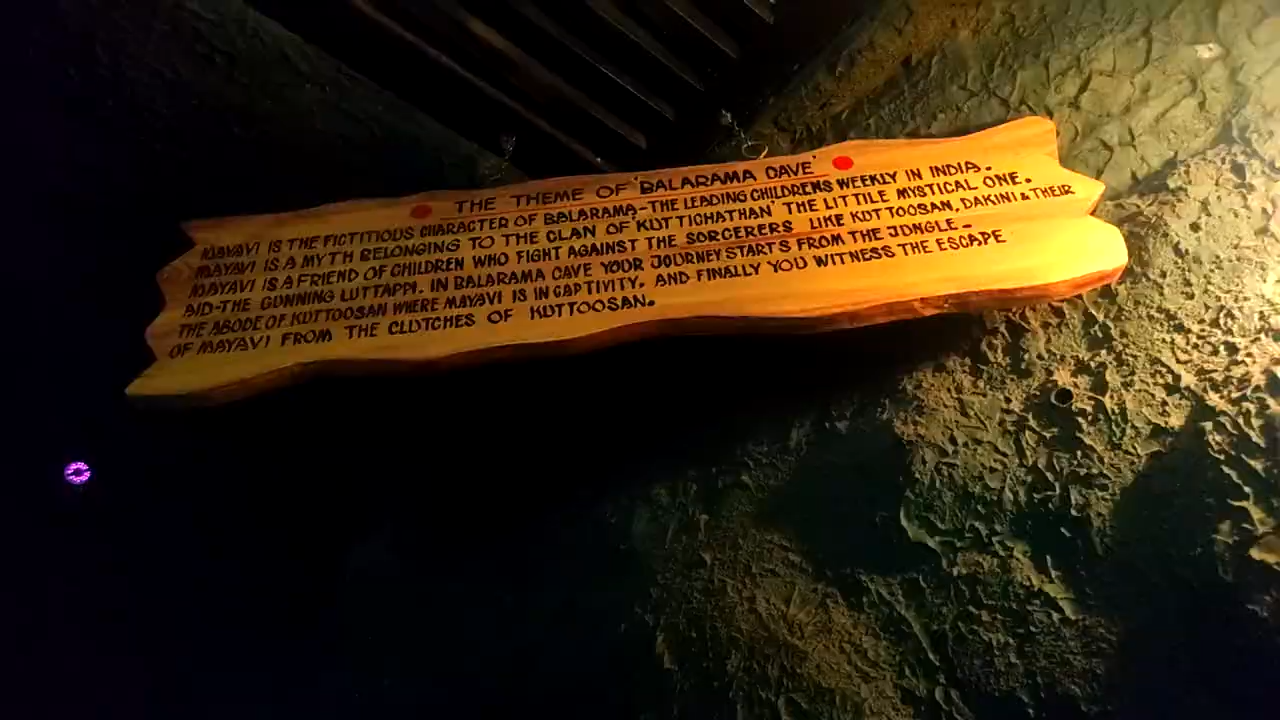 THE THEME OF 'BALARAMA CAVE'
MAYAVI IS THE FICTITIOUS CHARACTER OF BALARAMA-THE LEADING CHILDRENS WEEKLY IN INDIA.
MAYAVI IS A MYTH BELONGING TO THE CLAN OF KUTTICHATHAN' THE LITTILE MYSTICAL ONE.
MAYAVI IS A FRIEND OF CHILDREN WHO FIGHT AGAINST THE SORCERERS LIKE KUTTOOSAN, DAKINI & THEIR
AID-THE CUNNING LUTTAPPI. IN BALARAMA CAVE YOUR JOURNEY STARTS FROM THE JUNGLE-
THE ABODE OF KUTTOOSAN WHERE MAYAVI IS IN CAPTIVITY, AND FINALLY YOU WITNESS THE ESCAPE
OF MAYAVI FROM THE CLUTCHES OF KUTTOOSAN.